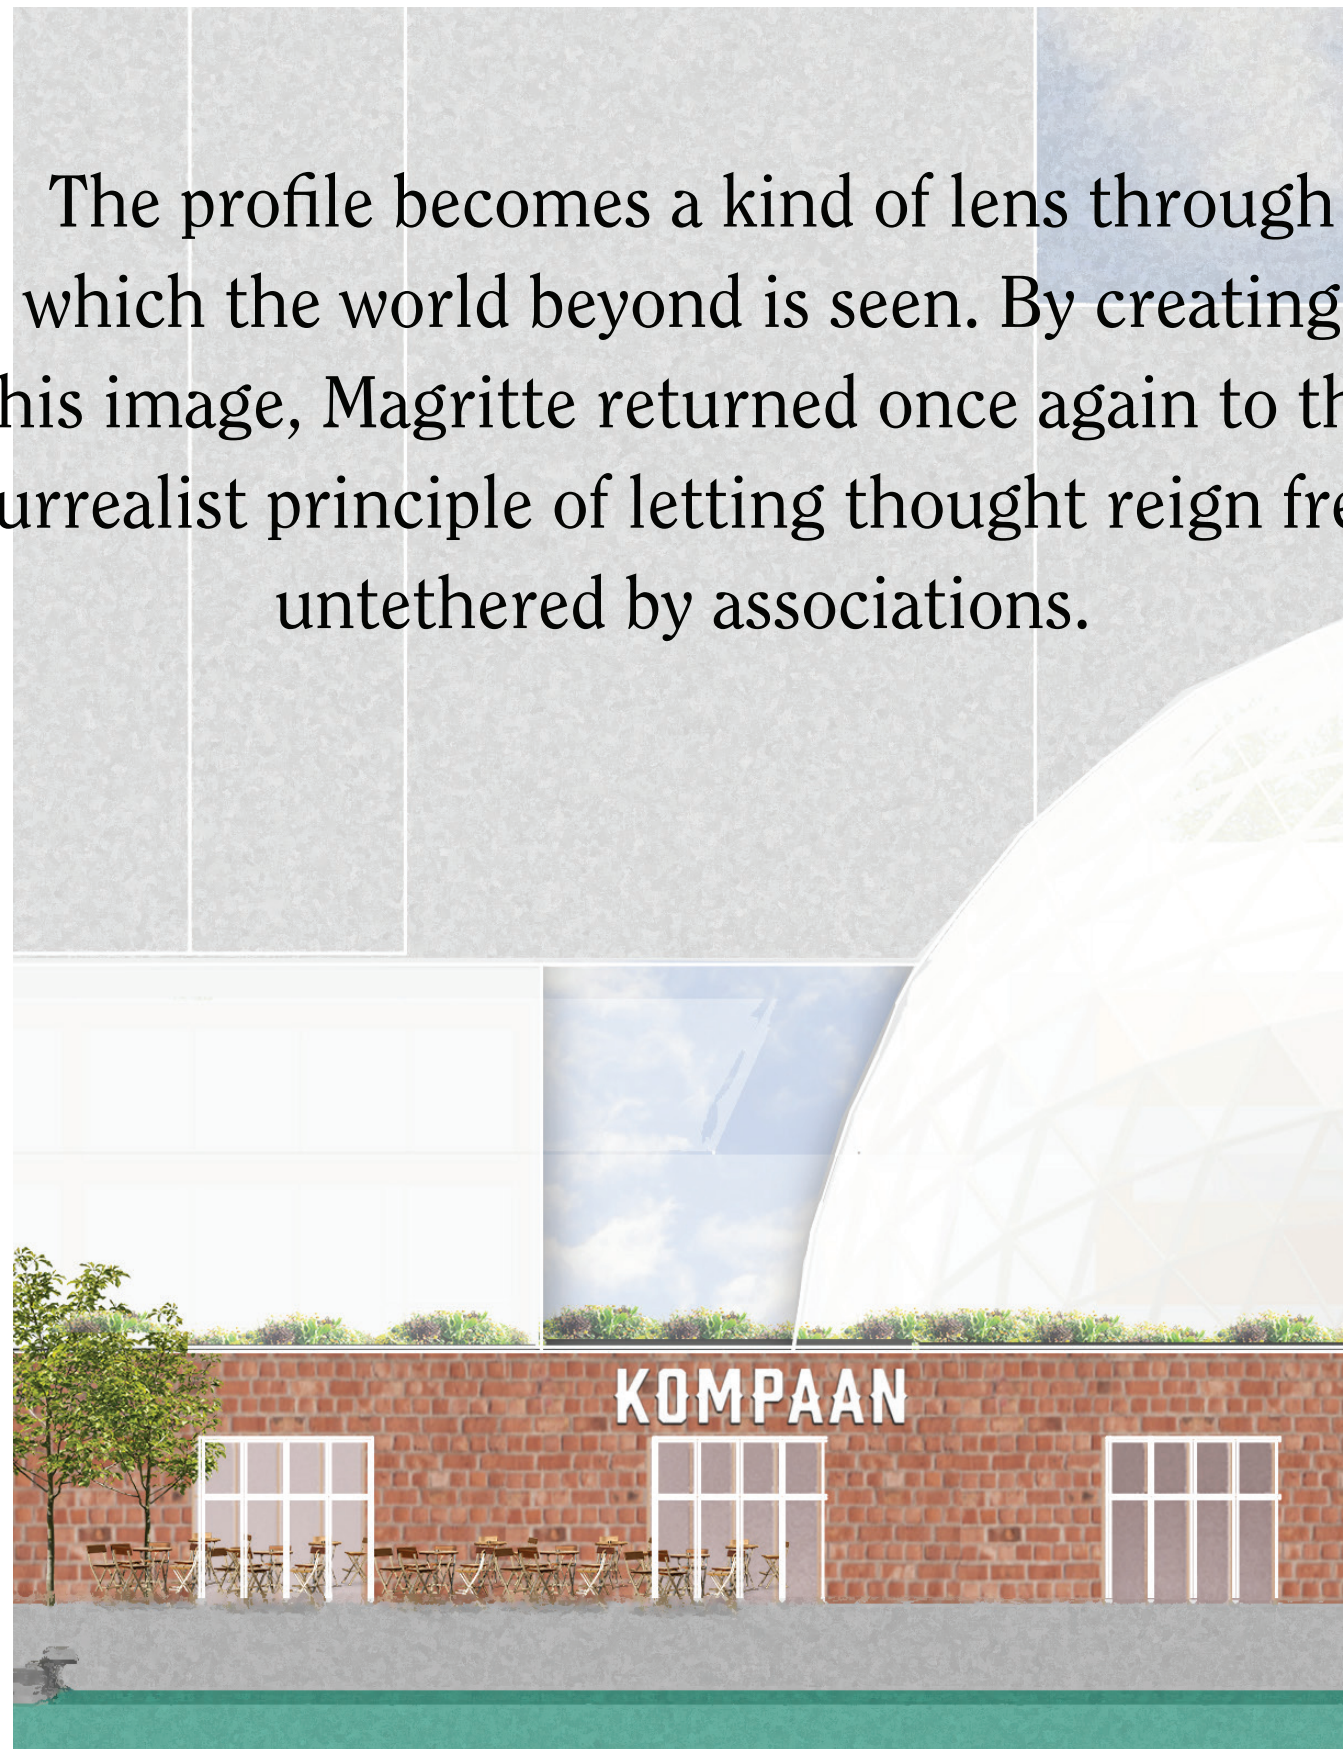 The profile becomes a kind of lens through
which the world beyond is seen. By creating
his image, Magritte returned once again to th
urrealist principle of letting thought reign fre
untethered by associations.
KOMPAAN